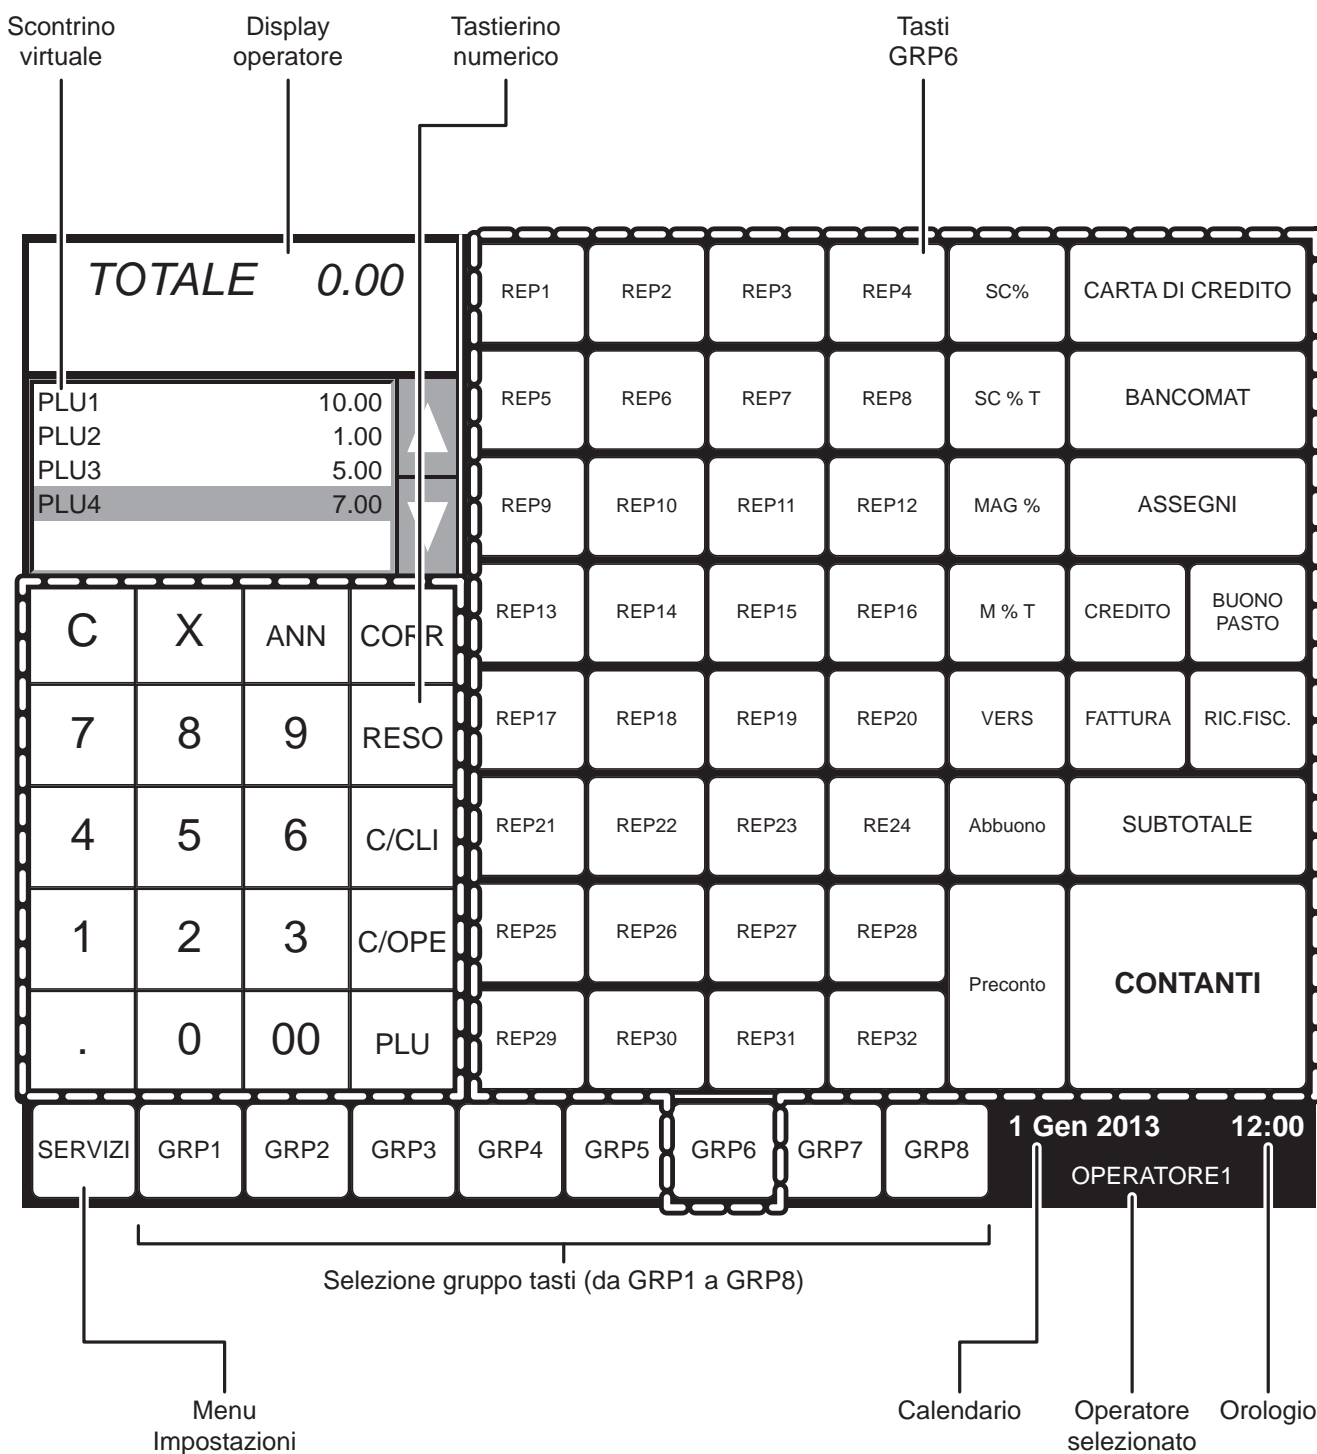 Scontrino
virtuale
Display
operatore
Tastierino
numerico
Tasti
GRP6
TOTALE 0.00
PLU1 10.00
PLU2 1.00
PLU3 5.00
PLU4 7.00
C X ANN CORR
7 8 9 RESO
4 5 6 C/CLI
1 2 3 C/OPE
. 0 00 PLU
REP1 REP2 REP3 REP4 SC% CARTA DI CREDITO
REP5 REP6 REP7 REP8 SC % T BANCOMAT
REP9 REP10 REP11 REP12 MAG % ASSEGNI
REP13 REP14 REP15 REP16 M % T CREDITO BUONO
PASTO
REP17 REP18 REP19 REP20 VERS FATTURA RIC.FISC.
REP21 REP22 REP23 RE24 Abbuono SUBTOTALE
REP25 REP26 REP27 REP28
Preconto CONTANTI
REP29 REP30 REP31 REP32
SERVIZI GRP1 GRP2 GRP3 GRP4 GRP5 GRP6 GRP7 GRP8
1 Gen 2013 12:00
OPERATORE1
Selezione gruppo tasti (da GRP1 a GRP8)
Menu
Impostazioni
Calendario
Operatore
selezionato
Orologio